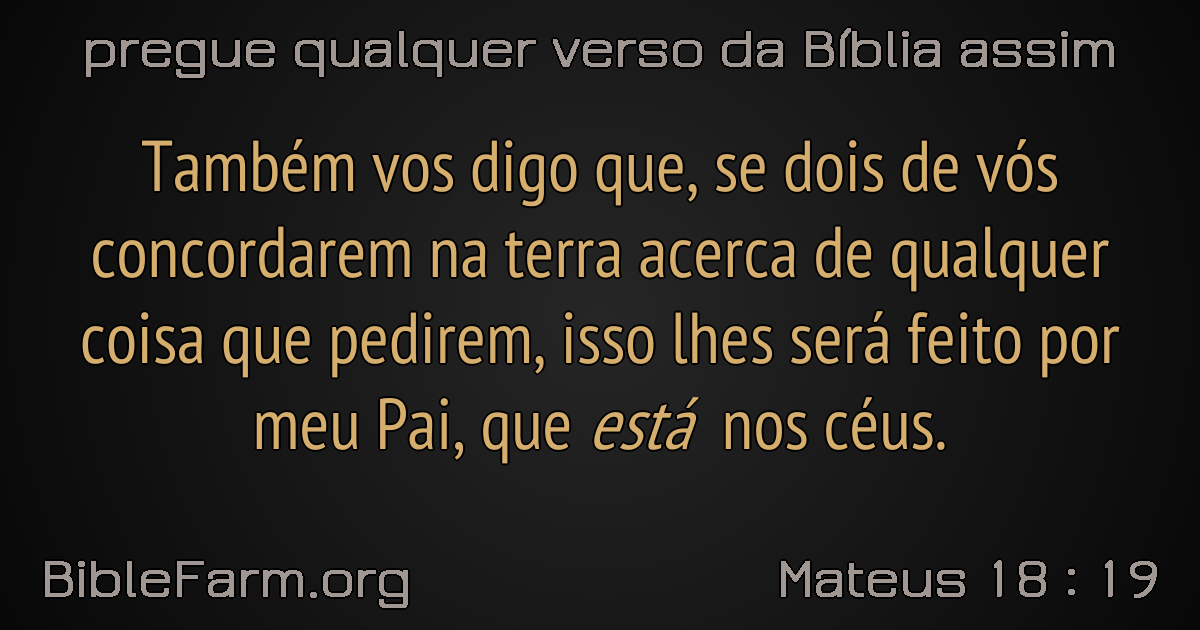 pregue qualquer verso da Bíblia assim
Também vos digo que, se dois de vós
concordarem na terra acerca de qualquer
coisa que pedirem, isso lhes será feito por
meu Pai, que está nos céus.
BibleFarm.org
Mateus 18 : 19